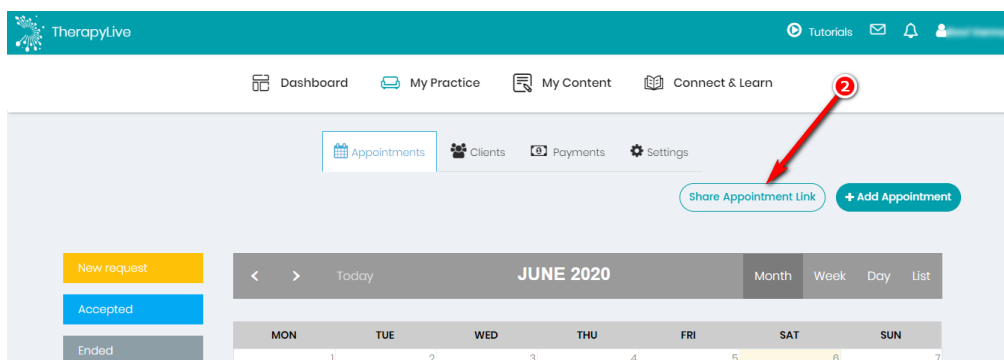 TherapyLive
Tutorials
Dashboard My Practice My Content Connect & Learn
2
Appointments Clients Payments Settings
Share Appointment Link + Add Appointment
New request
Accepted
Ended
< > Today JUNE 2020 Month Week Day List
MON TUE WED THU FRI SAT SUN
1 2 3 4 5 6 7